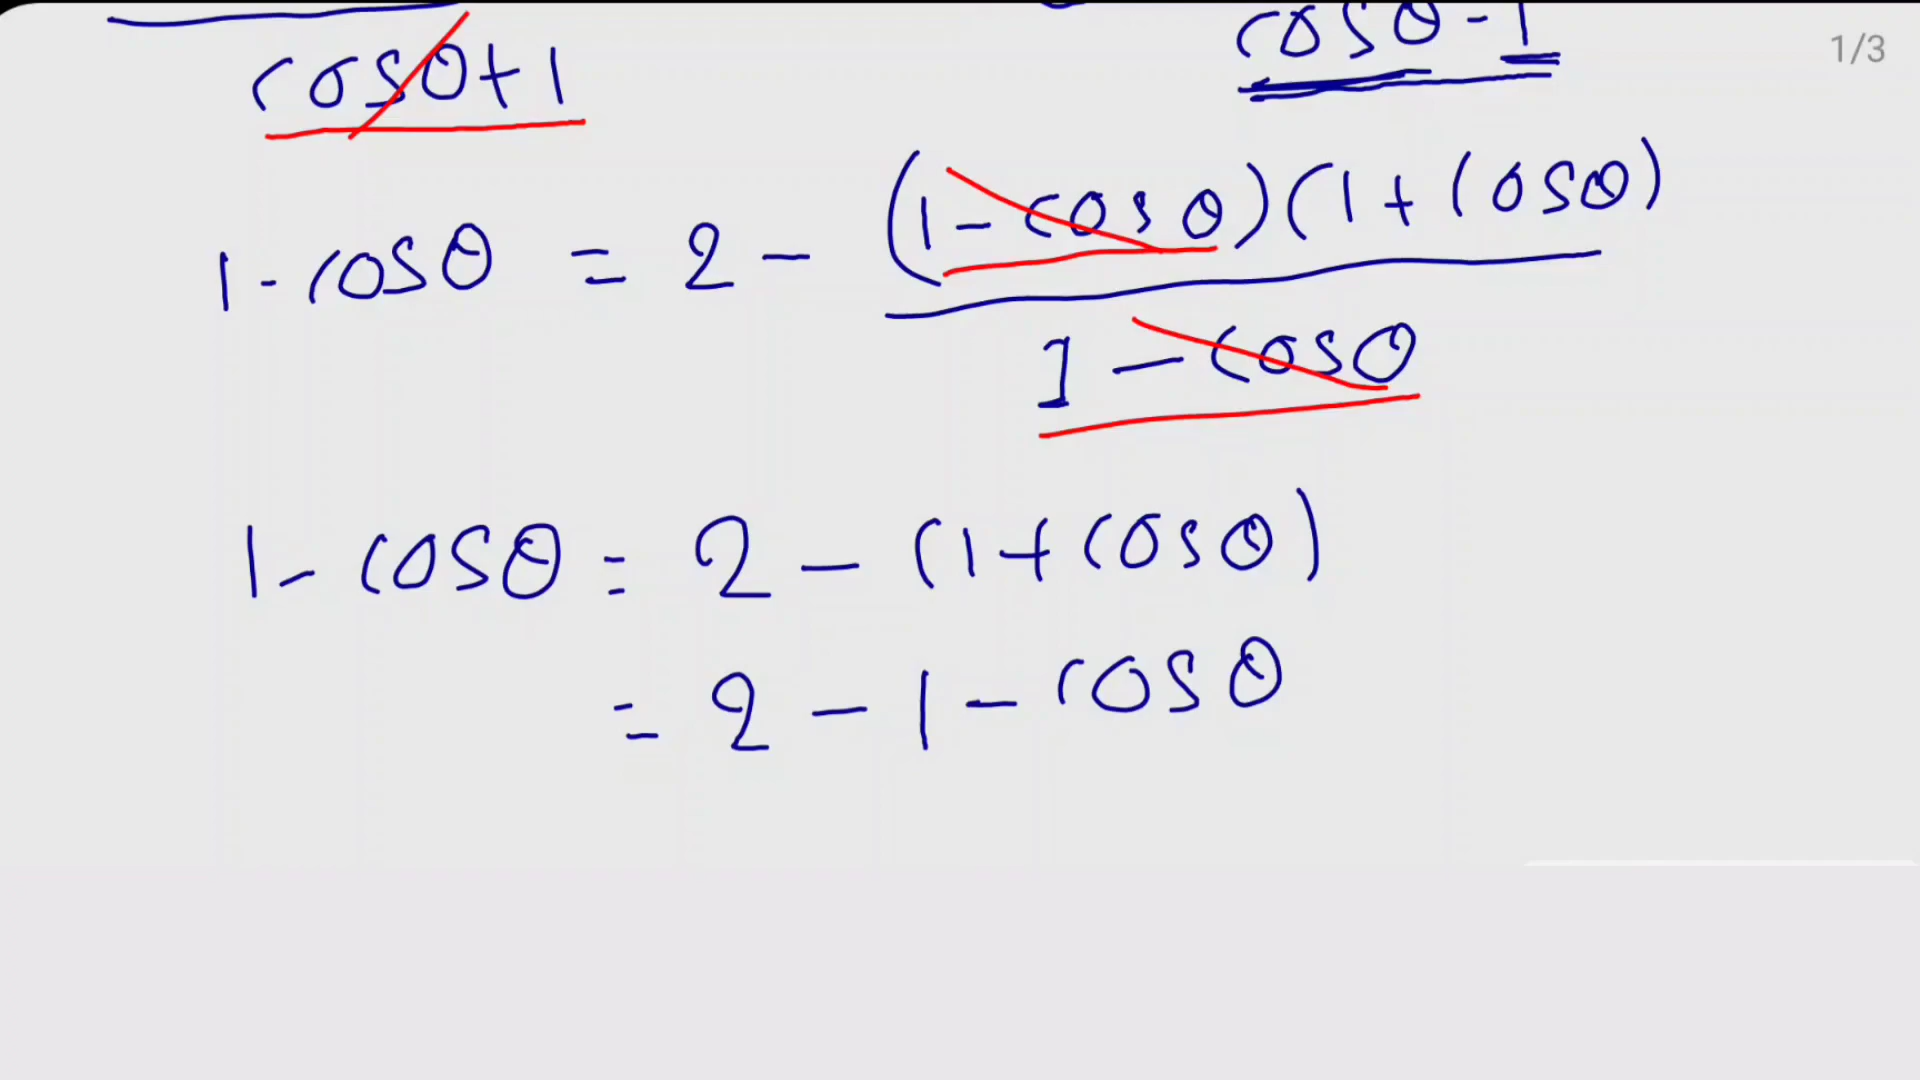 cosθ+1
cosθ-1
1/3
1-cosθ = 2 - (1-cosθ)(1+cosθ)
1-cosθ
1-cosθ = 2-(1+cosθ)
= 2-1-cosθ